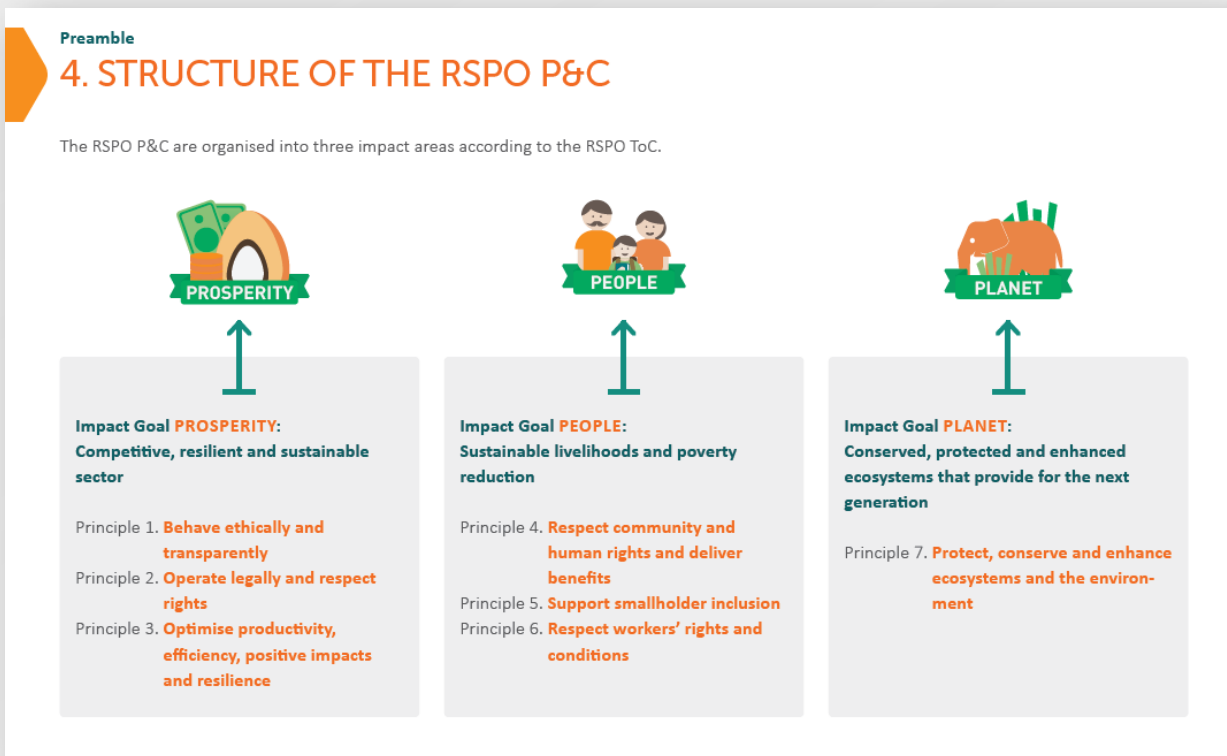 Preamble
4. STRUCTURE OF THE RSPO P&C
The RSPO P&C are organised into three impact areas according to the RSPO ToC.
PROSPERITY
PEOPLE
PLANET
Impact Goal PROSPERITY:
Competitive, resilient and sustainable
sector
Principle 1. Behave ethically and
transparently
Principle 2. Operate legally and respect
rights
Principle 3. Optimise productivity,
efficiency, positive impacts
and resilience
Impact Goal PEOPLE:
Sustainable livelihoods and poverty
reduction
Principle 4. Respect community and
human rights and deliver
benefits
Principle 5. Support smallholder inclusion
Principle 6. Respect workers’ rights and
conditions
Impact Goal PLANET:
Conserved, protected and enhanced
ecosystems that provide for the next
generation
Principle 7. Protect, conserve and enhance
ecosystems and the environ-
ment